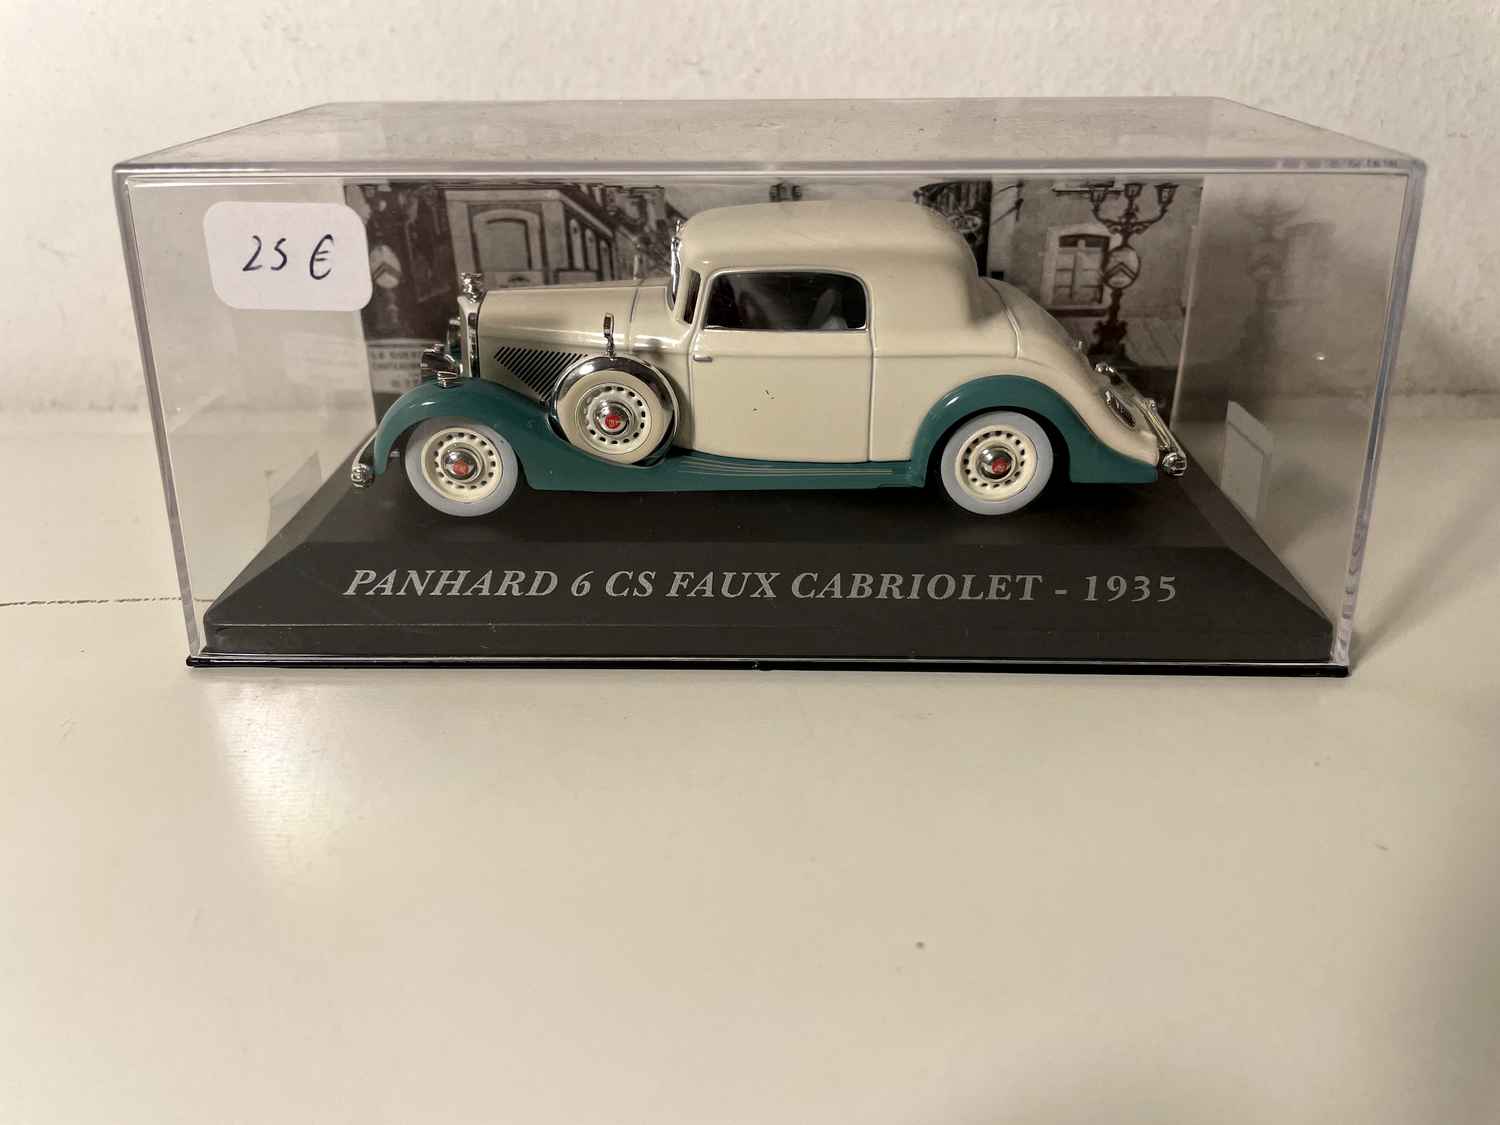 25 €
PANHARD 6 CS FAUX CABRIOLET - 1935